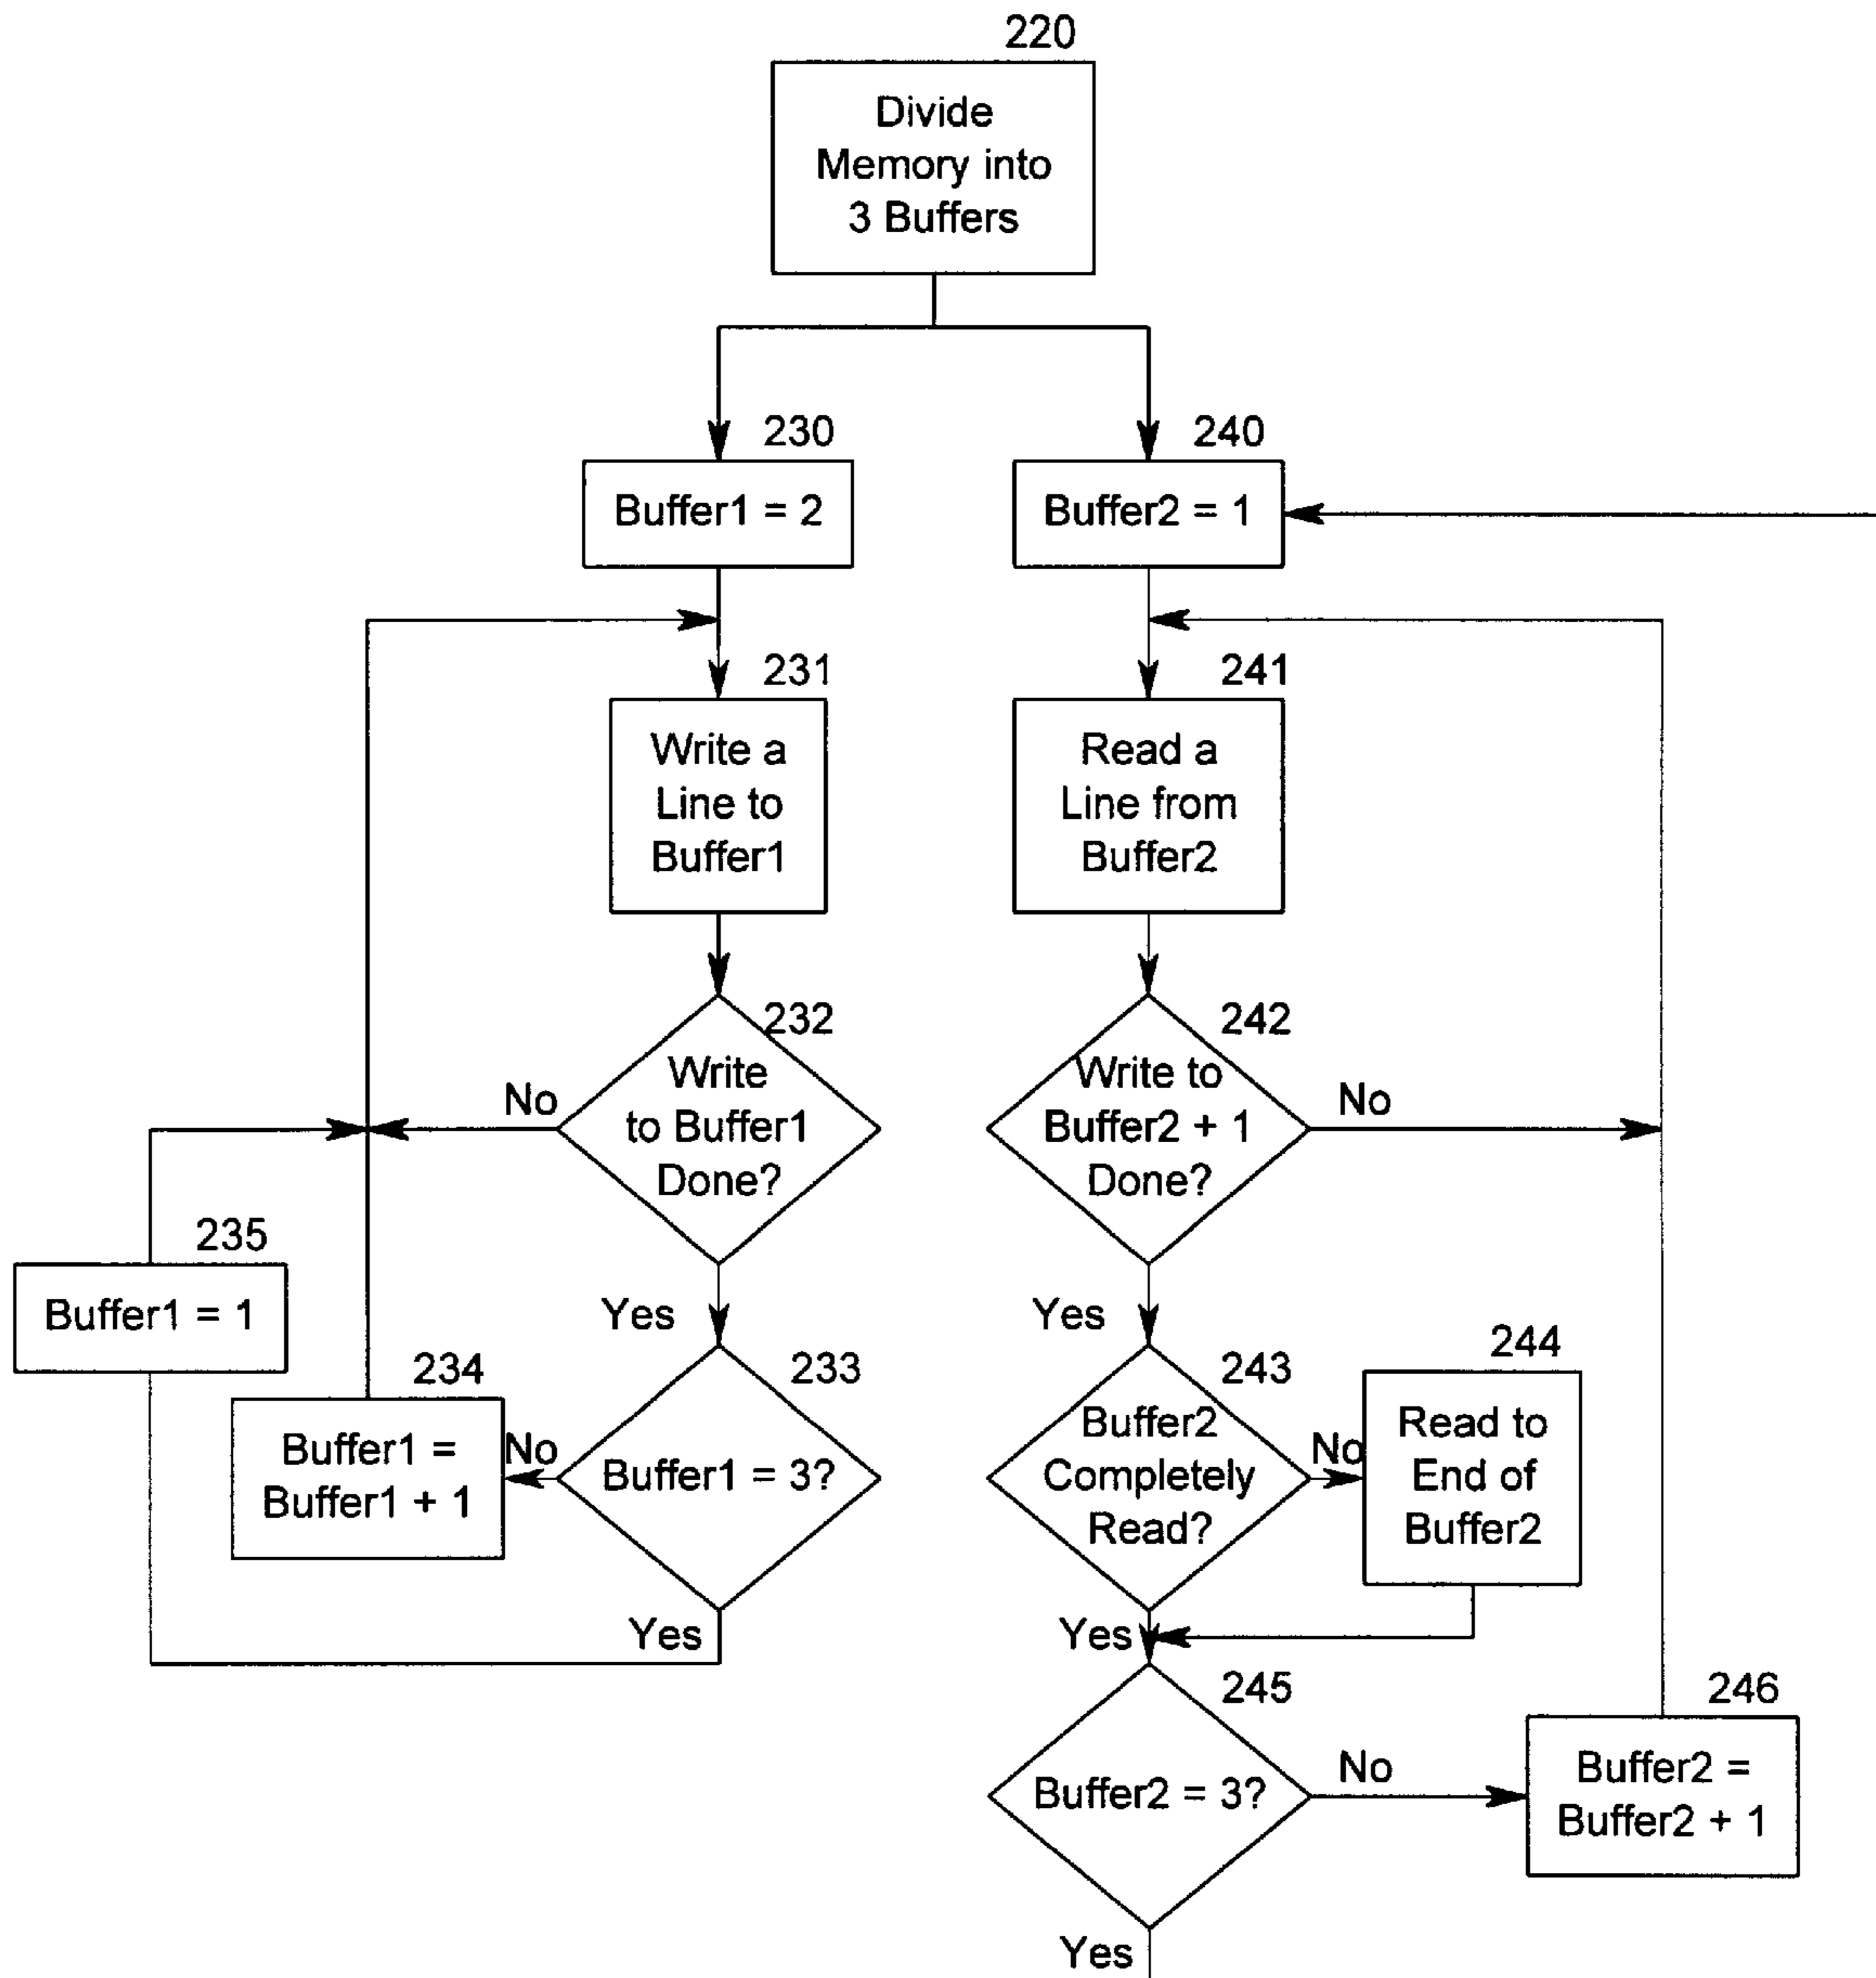 220
Divide
Memory into
3 Buffers
230
Buffer1 = 2
240
Buffer2 = 1
231
Write a
Line to
Buffer1
241
Read a
Line from
Buffer2
232
Write
to Buffer1
Done?
No
242
Write to
Buffer2 + 1
Done?
No
235
Buffer1 = 1
Yes
Yes
234
Buffer1 =
Buffer1 + 1
No
233
Buffer1 = 3?
Yes
243
Buffer2
Completely
Read?
No
244
Read to
End of
Buffer2
Yes
245
Buffer2 = 3?
No
246
Buffer2 =
Buffer2 + 1
Yes